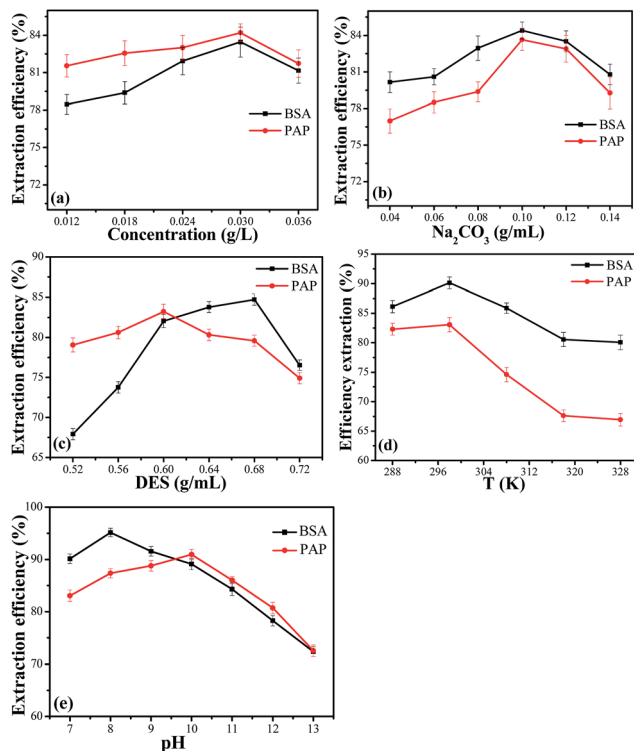 Extraction efficiency (%)
84
81
78
75
72
BSA
PAP
(a)
0.012 0.018 0.024 0.030 0.036
Concentration (g/L)
Extraction efficiency (%)
84
81
78
75
72
BSA
PAP
(b)
0.04 0.06 0.08 0.10 0.12 0.14
Na₂CO₃ (g/mL)
Extraction efficiency (%)
90
85
80
75
70
65
BSA
PAP
(c)
0.52 0.56 0.60 0.64 0.68 0.72
DES (g/mL)
Efficiency extraction (%)
95
90
85
80
75
70
65
60
BSA
PAP
(d)
288 296 304 312 320 328
T (K)
Extraction efficiency (%)
100
90
80
70
60
BSA
PAP
(e)
7 8 9 10 11 12 13
pH